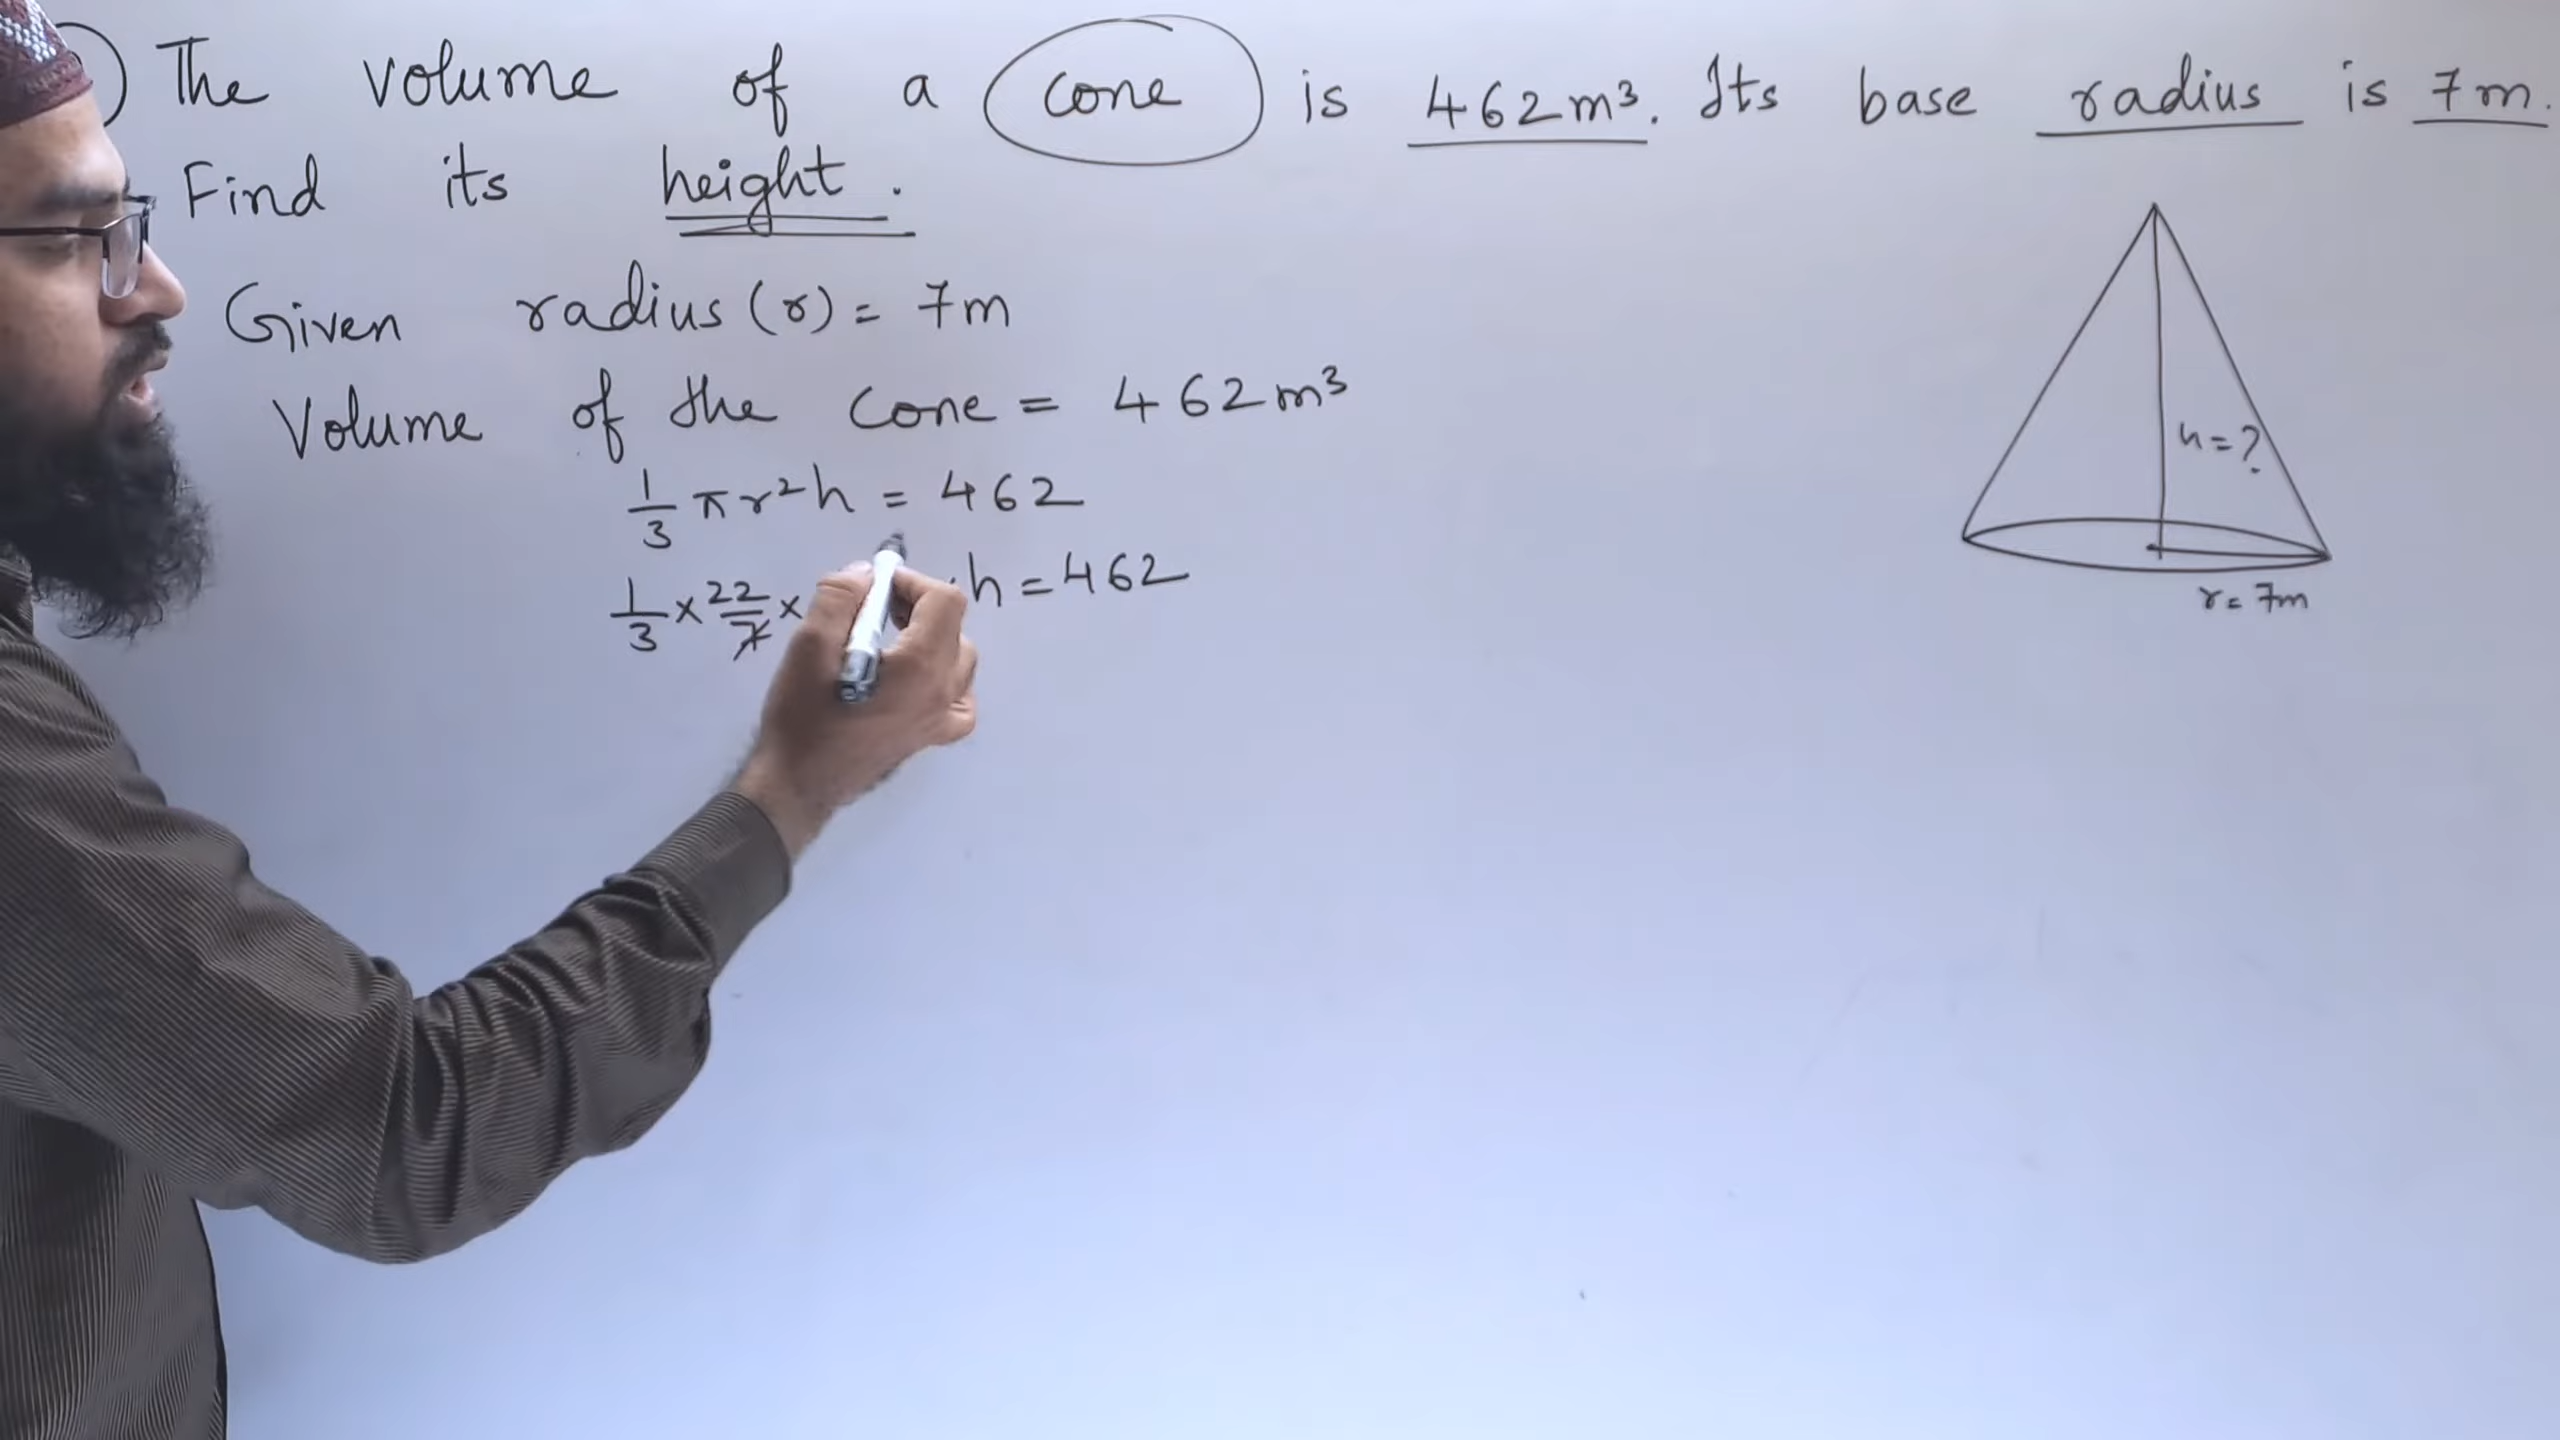 The volume of a cone is 462m³. Its base radius is 7m.
Find its height.
Given radius (r) = 7m
Volume of the cone = 462m³
1/3 πr²h = 462
1/3 × 22/7 × h = 462
h = ?
r = 7m